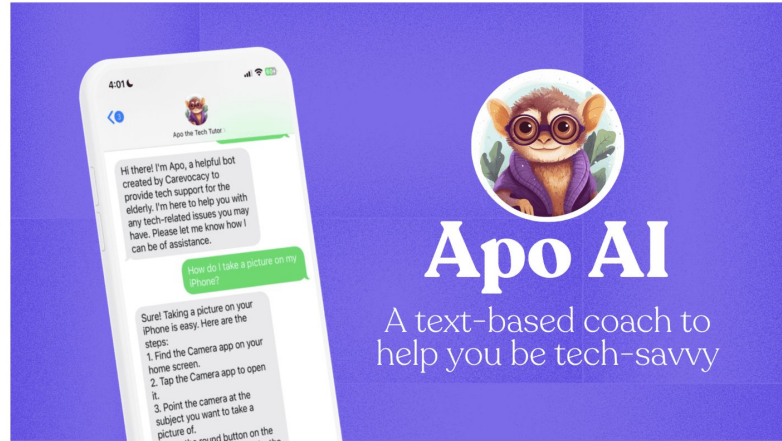 4:01
Apo the Tech Tutor
Hi there! I'm Apo, a helpful bot
created by Carevocacy to
provide tech support for the
elderly. I'm here to help you with
any tech-related issues you may
have. Please let me know how I
can be of assistance.
How do I take a picture on my
iPhone?
Sure! Taking a picture on your
iPhone is easy. Here are the
steps:
1. Find the Camera app on your
home screen.
2. Tap the Camera app to open
it.
3. Point the camera at the
subject you want to take a
picture of.
round button on the
Apo AI
A text-based coach to
help you be tech-savvy